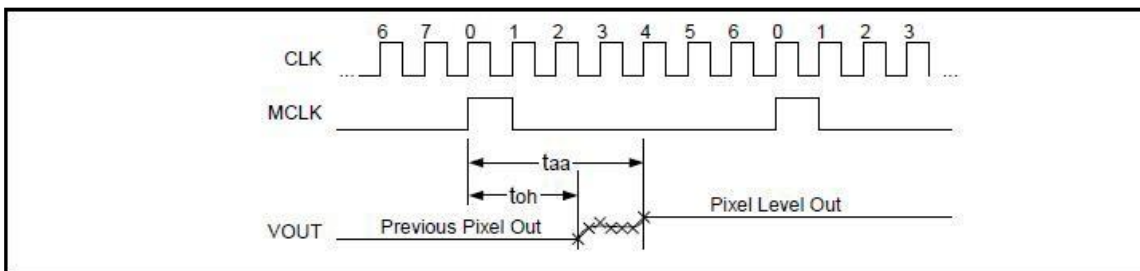 6 7 0 1 2 3 4 5 6 0 1 2 3
CLK
... ...
MCLK
taa
toh
Pixel Level Out
VOUT Previous Pixel Out